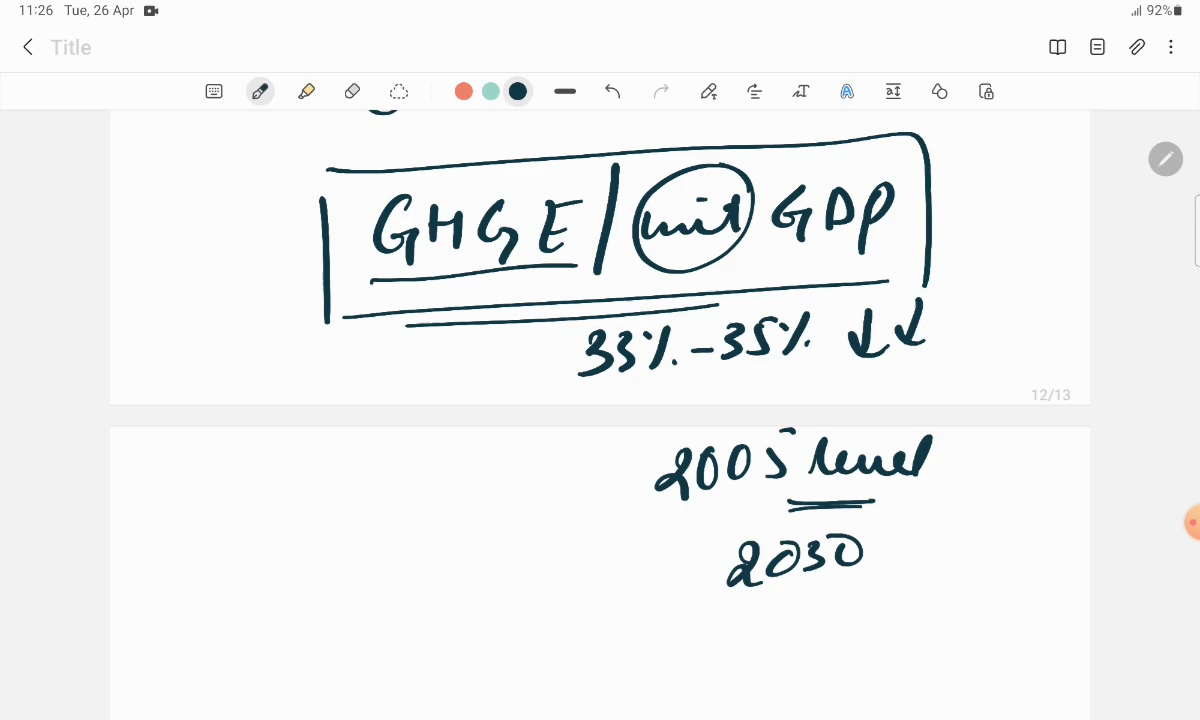 11:26 Tue, 26 Apr 92%
Title
GHGE/unit GDP
33%-35% ↓↓
12/13
2005 level
2030